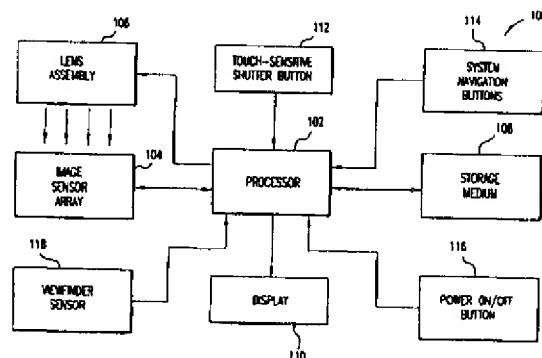 106
LENS
ASSEMBLY
112
TOUCH-SENSITIVE
SHUTTER BUTTON
10
114
SYSTEM
NAVIGATION
BUTTONS
104
IMAGE
SENSOR
ARRAY
102
PROCESSOR
108
STORAGE
MEDIUM
118
VIEWFINDER
SENSOR
DISPLAY
110
116
POWER ON/OFF
BUTTON